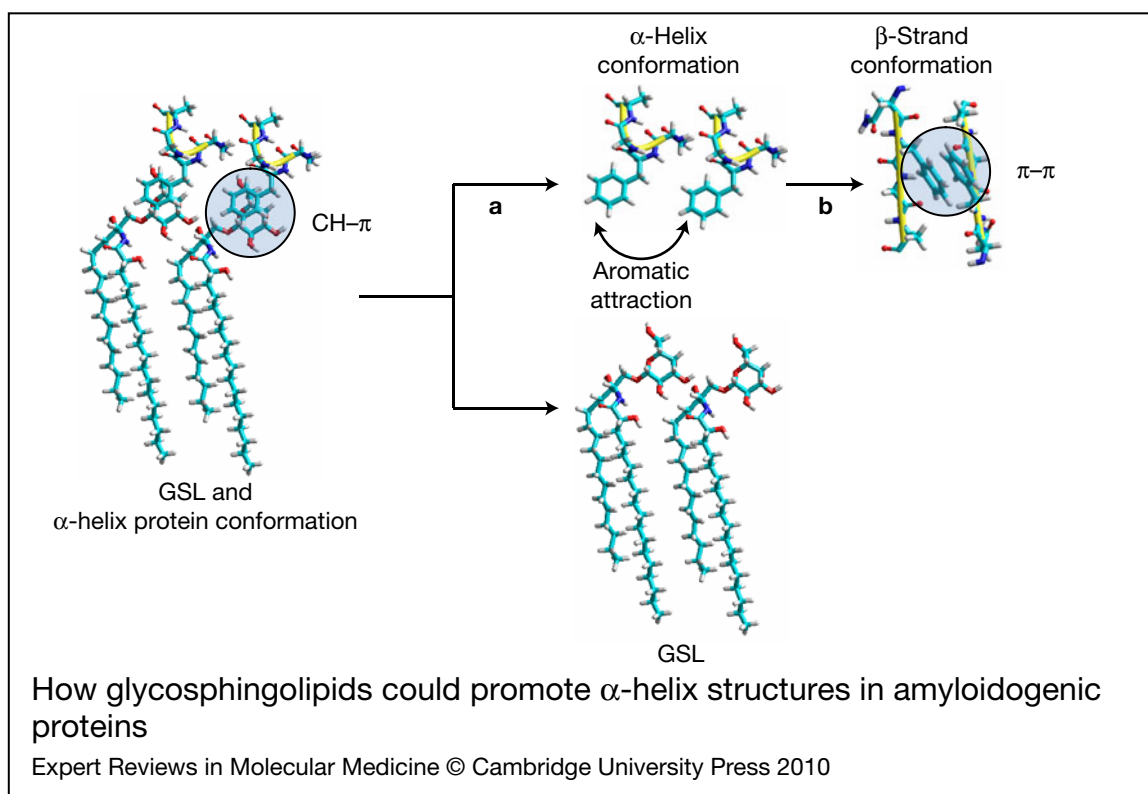 α-Helix
conformation
β-Strand
conformation
CH–π
a
b
π–π
Aromatic
attraction
GSL and
α-helix protein conformation
GSL
How glycosphingolipids could promote α-helix structures in amyloidogenic
proteins
Expert Reviews in Molecular Medicine © Cambridge University Press 2010